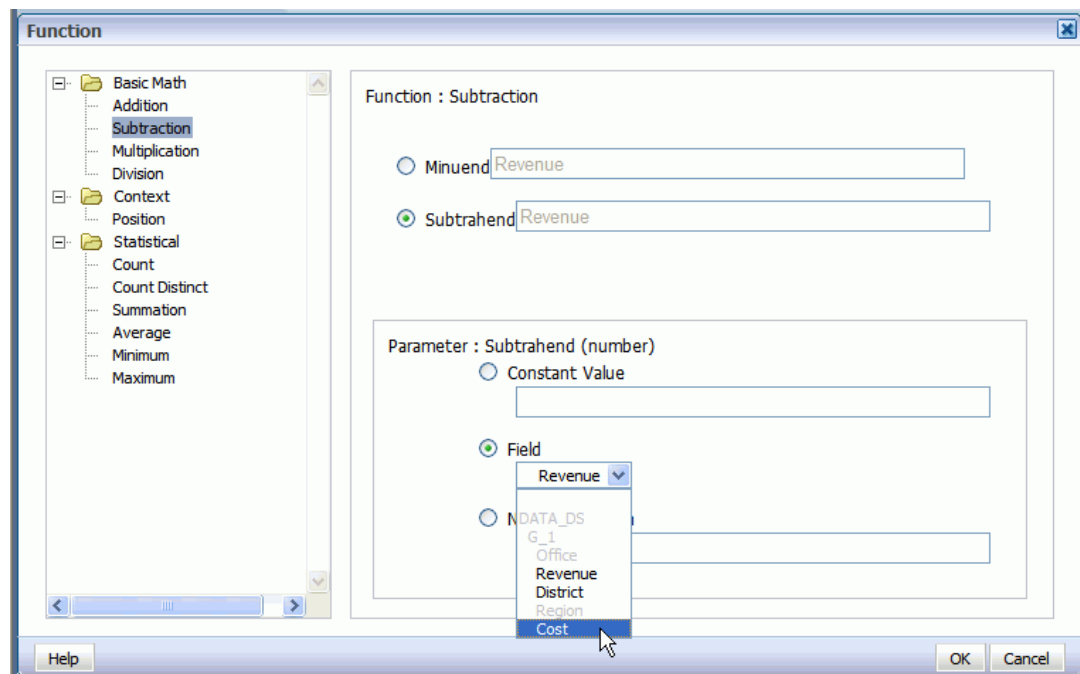 Function
Basic Math
Addition
Subtraction
Multiplication
Division
Context
Position
Statistical
Count
Count Distinct
Summation
Average
Minimum
Maximum
Function : Subtraction
Minuend Revenue
Subtrahend Revenue
Parameter : Subtrahend (number)
Constant Value
Field
Revenue
DATA_DS
G_1
Office
Revenue
District
Region
Cost
Help
OK
Cancel